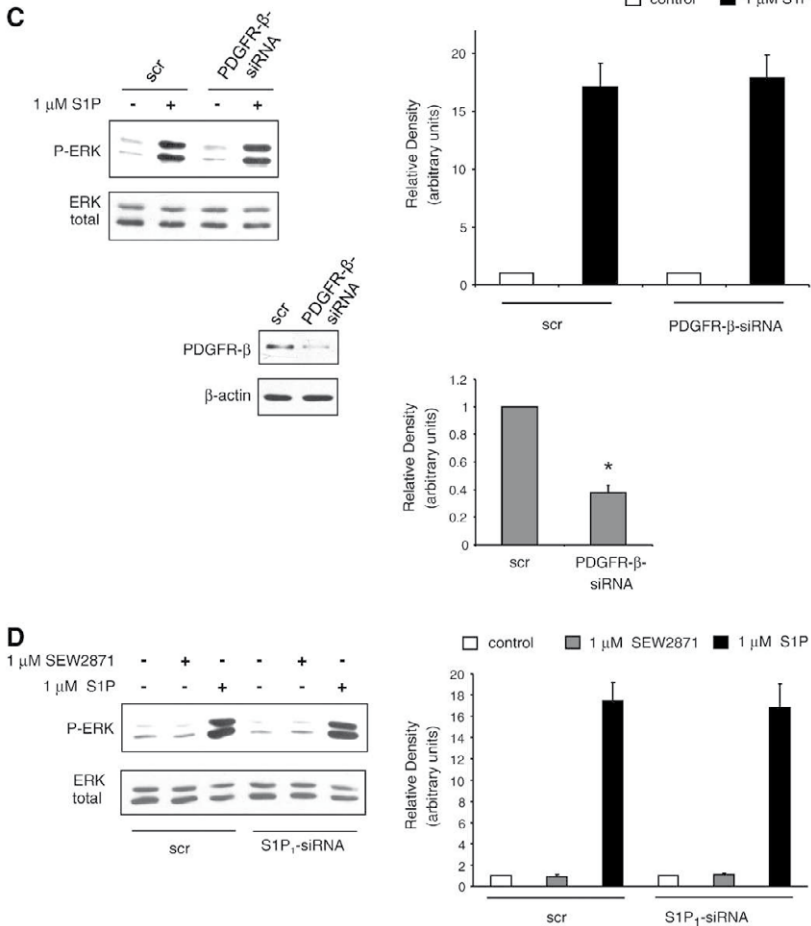 C
scr
PDGFR-β-
siRNA
1 μM S1P
- + - +
P-ERK
ERK
total
scr
PDGFR-β-
siRNA
PDGFR-β
β-actin
control 1 μM S1P
Relative Density
(arbitrary units)
20
15
10
5
0
scr PDGFR-β-siRNA
Relative Density
(arbitrary units)
1.2
1
0.8
0.6
0.4
0.2
0
*
scr PDGFR-β-
siRNA
D
1 μM SEW2871 - + - - + -
1 μM S1P - - + - - +
P-ERK
ERK
total
scr S1P₁-siRNA
control 1 μM SEW2871 1 μM S1P
Relative Density
(arbitrary units)
20
18
16
14
12
10
8
6
4
2
0
scr S1P₁-siRNA